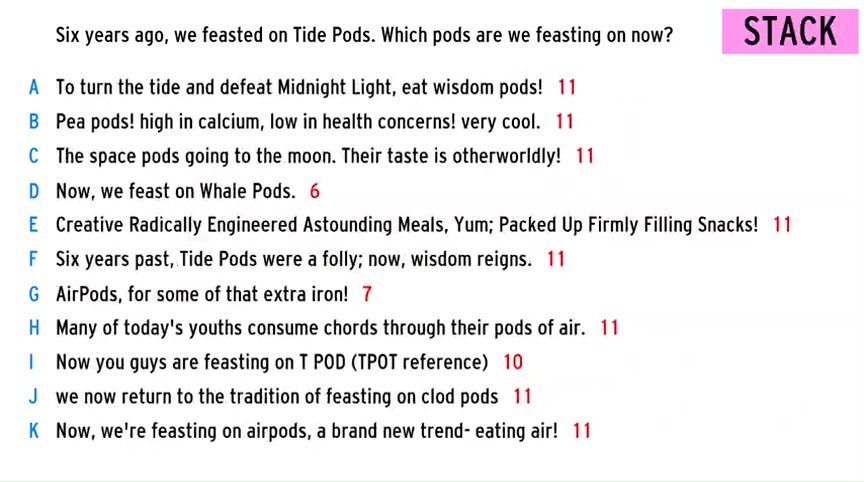 Six years ago, we feasted on Tide Pods. Which pods are we feasting on now?
STACK
A To turn the tide and defeat Midnight Light, eat wisdom pods! 11
B Pea pods! high in calcium, low in health concerns! very cool. 11
C The space pods going to the moon. Their taste is otherworldly! 11
D Now, we feast on Whale Pods. 6
E Creative Radically Engineered Astounding Meals, Yum; Packed Up Firmly Filling Snacks! 11
F Six years past, Tide Pods were a folly; now, wisdom reigns. 11
G AirPods, for some of that extra iron! 7
H Many of today's youths consume chords through their pods of air. 11
I Now you guys are feasting on T POD (TPOT reference) 10
J we now return to the tradition of feasting on clod pods 11
K Now, we're feasting on airpods, a brand new trend- eating air! 11